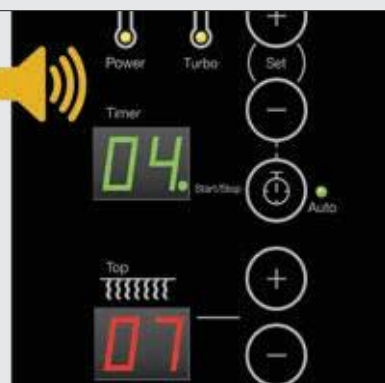 Power Turbo Set
Timer
04.
Start/Stop
Auto
Top
07